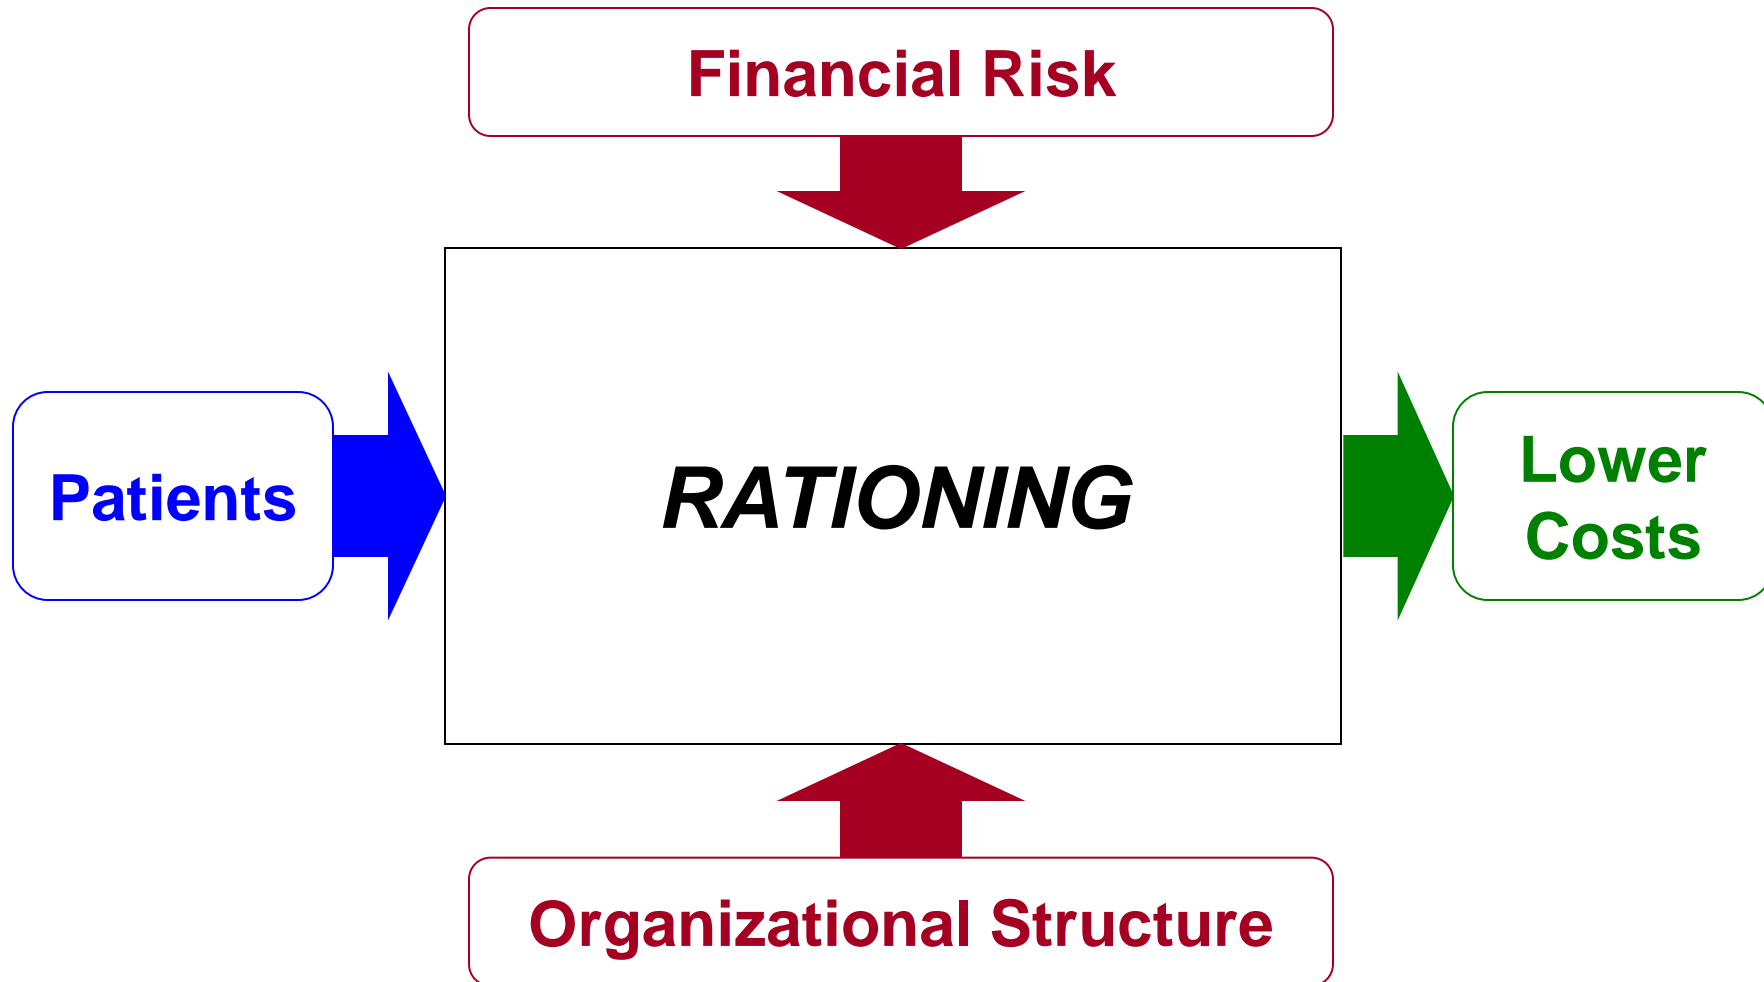 Financial Risk
Patients
RATIONING
Lower
Costs
Organizational Structure